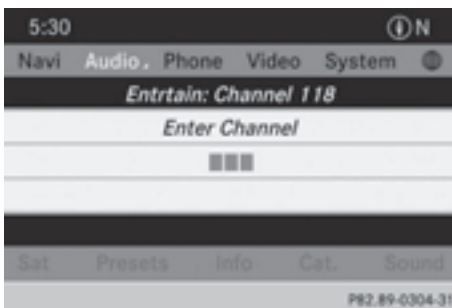 5:30 N
Navi Audio Phone Video System
Entrtain: Channel 118
Enter Channel
Sat Presets Info Cat. Sound
P82.89-0304-31